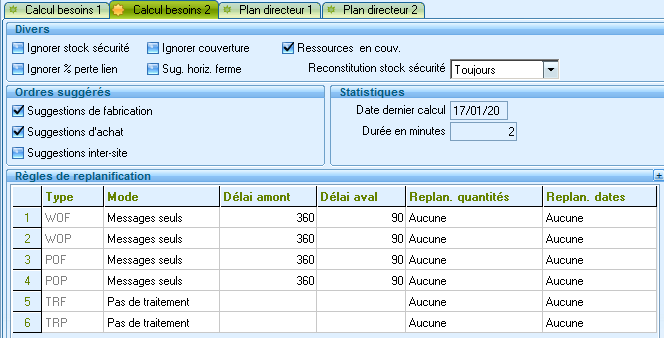 Calcul besoins 1 Calcul besoins 2 Plan directeur 1 Plan directeur 2
Divers
Ignorer stock sécurité Ignorer couverture Ressources en couv.
Ignorer % perte lien Sug. horiz. ferme Reconstitution stock sécurité Toujours
Ordres suggérés Statistiques
Suggestions de fabrication Date dernier calcul 17/01/20
Suggestions d'achat Durée en minutes 2
Suggestions inter-site
Règles de replanification
Type Mode Délai amont Délai aval Replan. quantités Replan. dates
1 WOF Messages seuls 360 90 Aucune Aucune
2 WOP Messages seuls 360 90 Aucune Aucune
3 POF Messages seuls 360 90 Aucune Aucune
4 POP Messages seuls 360 90 Aucune Aucune
5 TRF Pas de traitement Aucune Aucune
6 TRP Pas de traitement Aucune Aucune